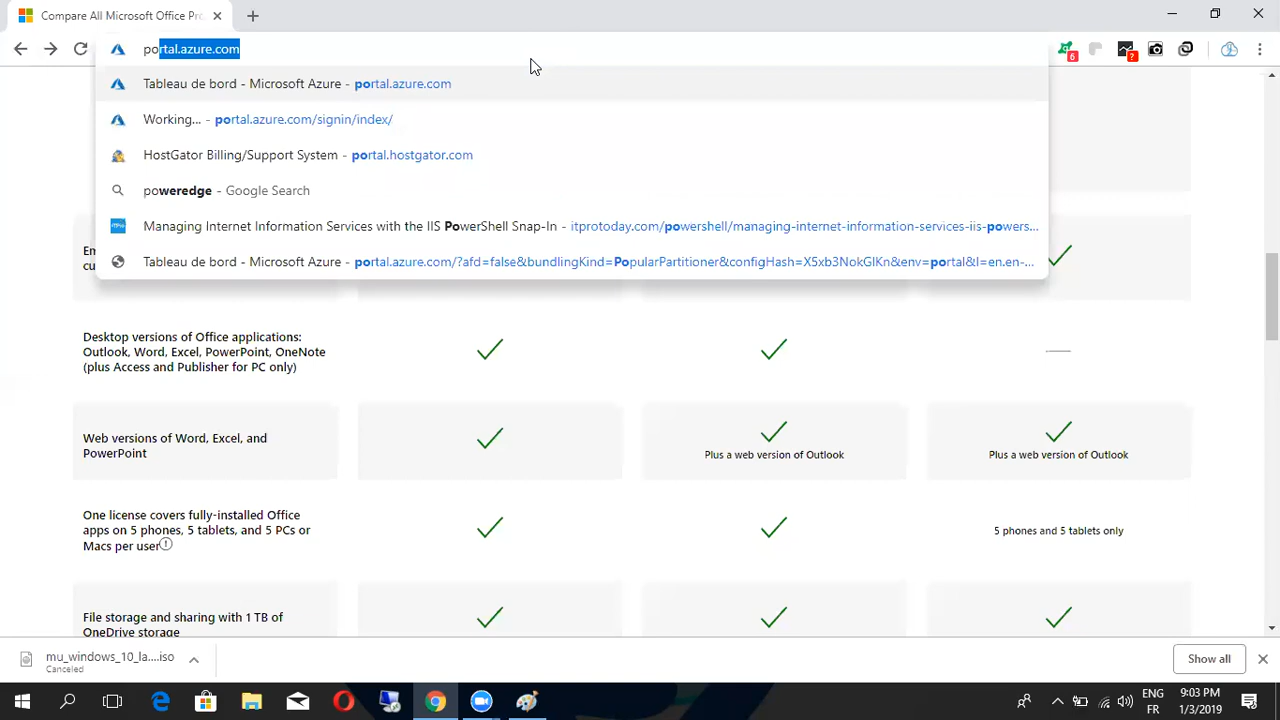 Compare All Microsoft Office Pro
portal.azure.com
6
?
Tableau de bord - Microsoft Azure - portal.azure.com
Working... - portal.azure.com/signin/index/
HostGator Billing/Support System - portal.hostgator.com
poweredge - Google Search
Managing Internet Information Services with the IIS PowerShell Snap-In - itprotoday.com/powershell/managing-internet-information-services-iis-powers...
Tableau de bord - Microsoft Azure - portal.azure.com/?afd=false&bundlingKind=PopularPartitioner&configHash=X5xb3NokGlKn&env=portal&l=en.en-...
Desktop versions of Office applications:
Outlook, Word, Excel, PowerPoint, OneNote
(plus Access and Publisher for PC only)
Web versions of Word, Excel, and
PowerPoint
Plus a web version of Outlook
Plus a web version of Outlook
One license covers fully-installed Office
apps on 5 phones, 5 tablets, and 5 PCs or
Macs per user
5 phones and 5 tablets only
File storage and sharing with 1 TB of
OneDrive storage
mu_windows_10_la....iso
Canceled
Show all
ENG
FR
9:03 PM
1/3/2019